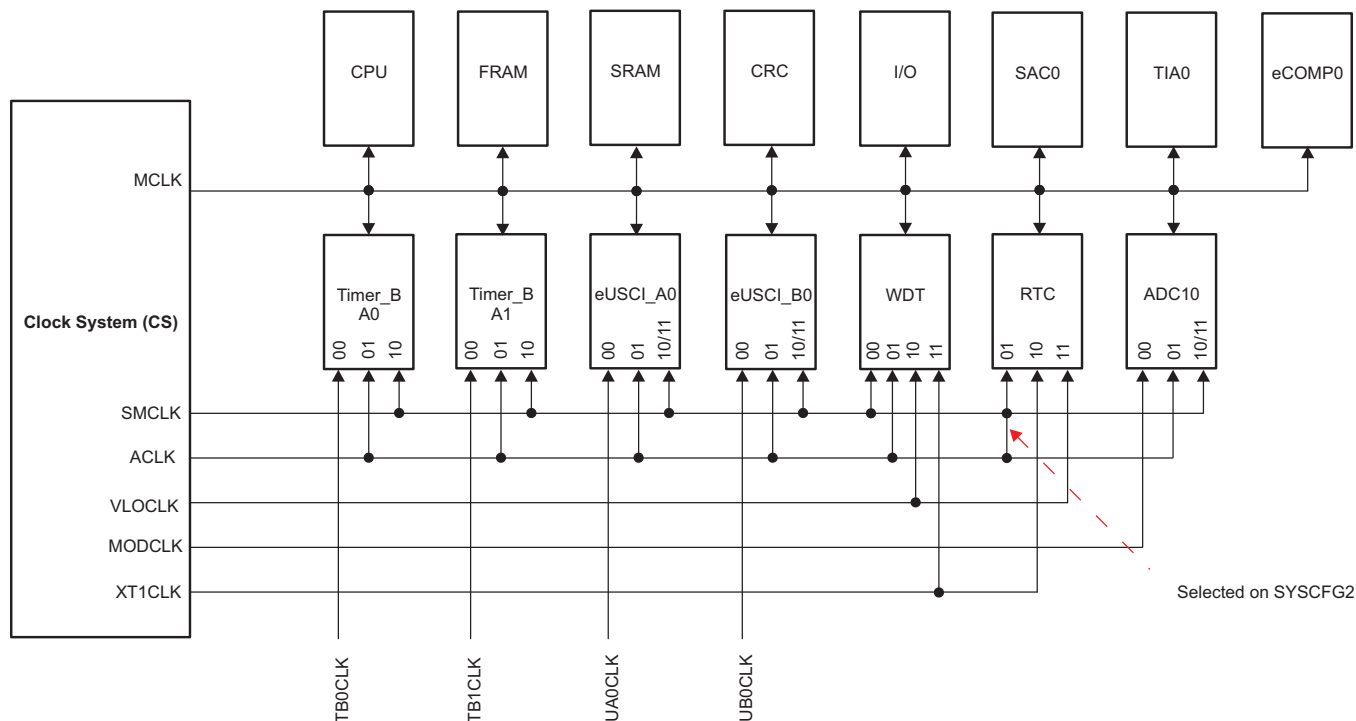 CPU
FRAM
SRAM
CRC
I/O
SAC0
TIA0
eCOMP0
MCLK
Clock System (CS)
Timer_B
A0
00
01
10
Timer_B
A1
00
01
10
eUSCI_A0
00
01
10/11
eUSCI_B0
00
01
10/11
WDT
00
01
10
11
RTC
01
10
11
ADC10
00
01
10/11
SMCLK
ACLK
VLOCLK
MODCLK
XT1CLK
Selected on SYSCFG2
TB0CLK
TB1CLK
UA0CLK
UB0CLK